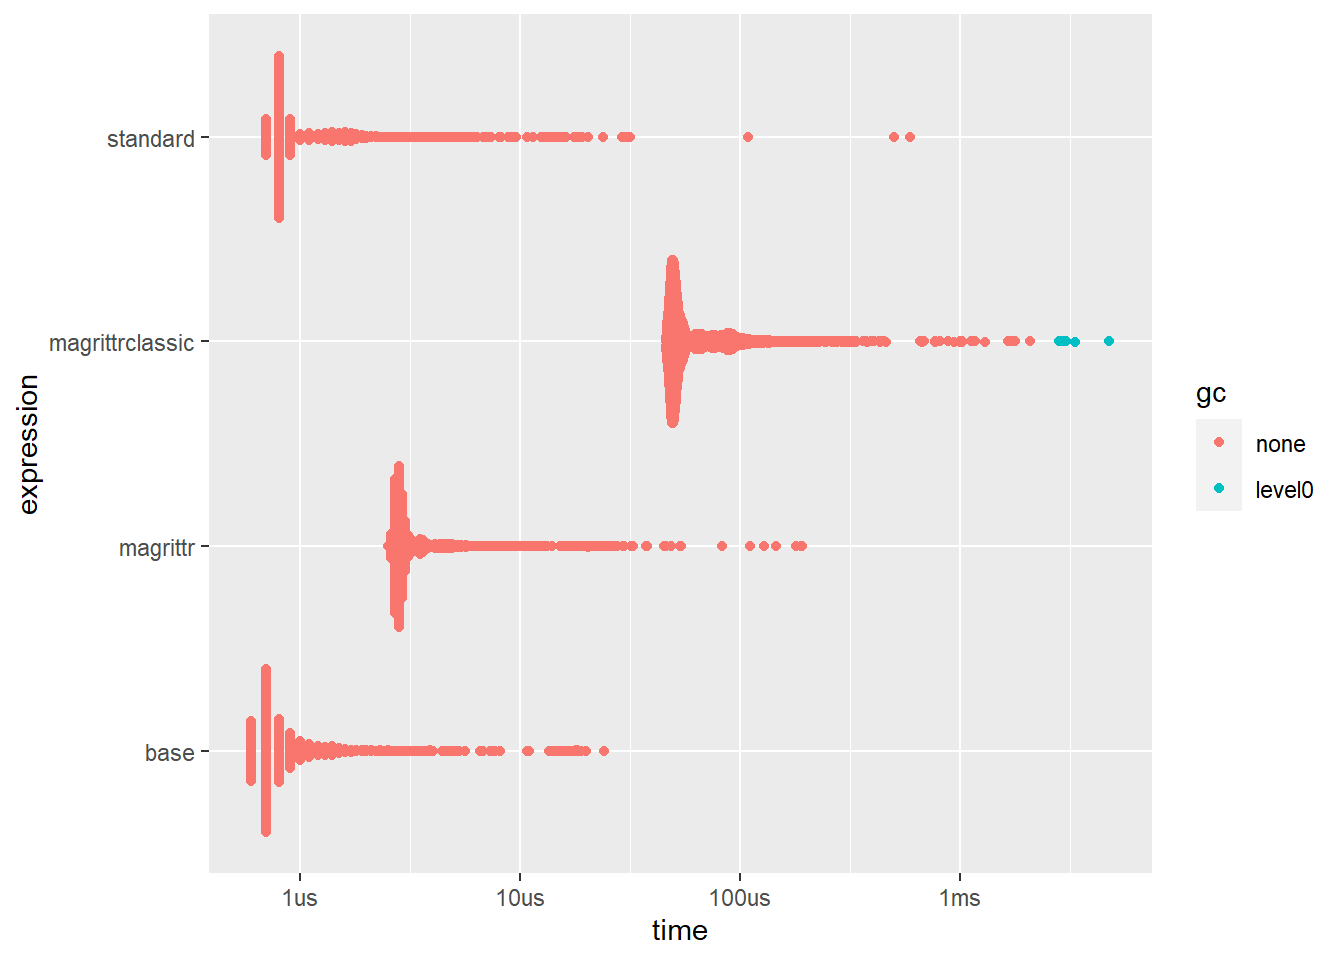 standard
magrittrclassic
magrittr
base
expression
1us 10us 100us 1ms
time
gc
none
level0